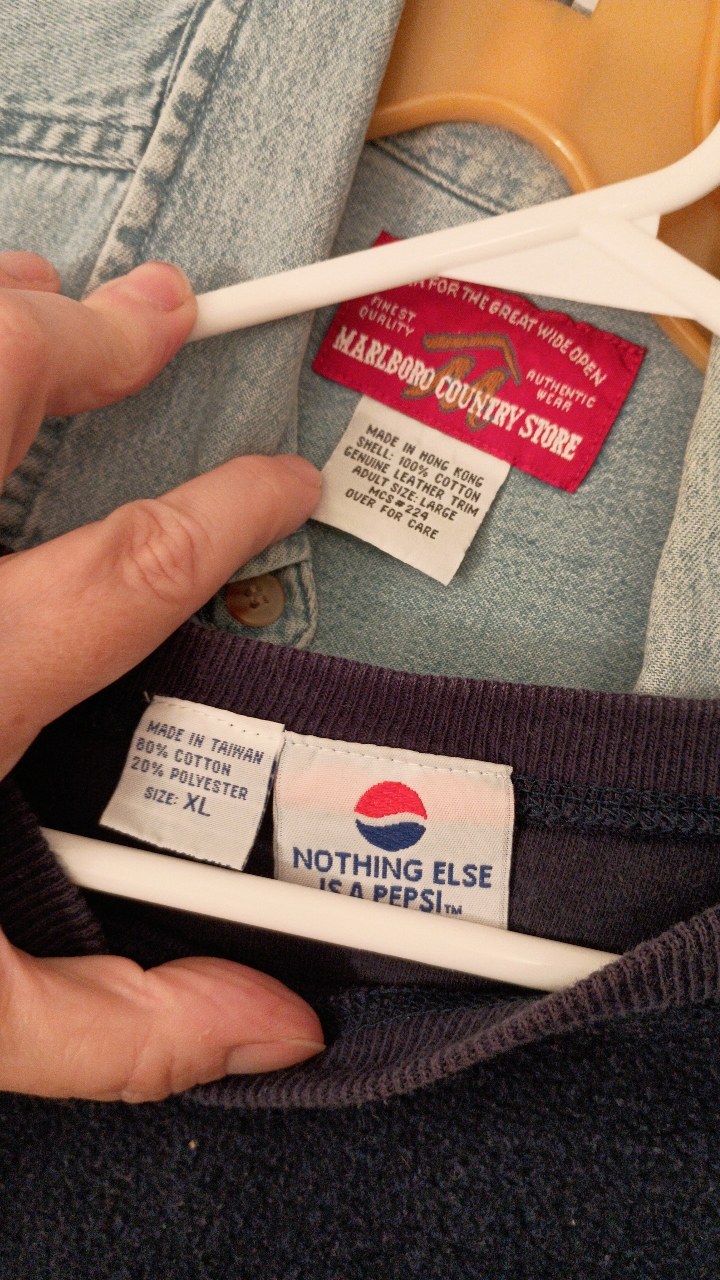 FOR THE GREAT WIDE OPEN
FINEST
QUALITY
MARLBORO COUNTRY STORE
AUTHENTIC
WEAR
MADE IN HONG KONG
SHELL: 100% COTTON
GENUINE LEATHER TRIM
ADULT SIZE: LARGE
MCS#224
OVER FOR CARE
MADE IN TAIWAN
80% COTTON
20% POLYESTER
SIZE: XL
NOTHING ELSE
IS A PEPSI™